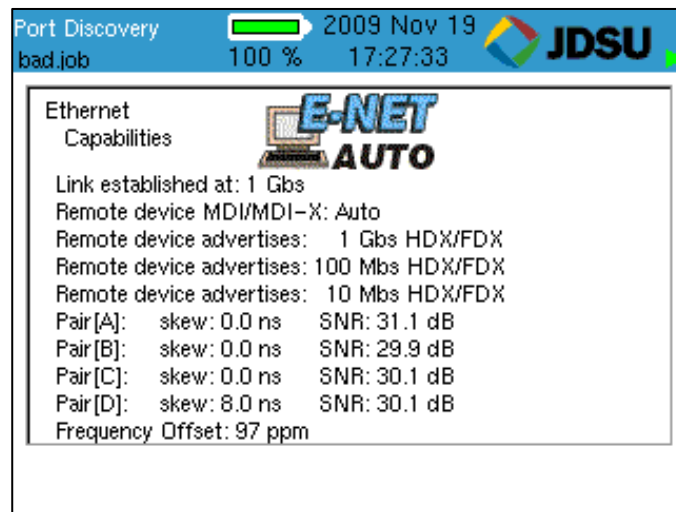 Port Discovery 2009 Nov 19 JDSU
bad.job 100 % 17:27:33
Ethernet E-NET
Capabilities AUTO
Link established at: 1 Gbs
Remote device MDI/MDI-X: Auto
Remote device advertises: 1 Gbs HDX/FDX
Remote device advertises: 100 Mbs HDX/FDX
Remote device advertises: 10 Mbs HDX/FDX
Pair[A]: skew: 0.0 ns SNR: 31.1 dB
Pair[B]: skew: 0.0 ns SNR: 29.9 dB
Pair[C]: skew: 0.0 ns SNR: 30.1 dB
Pair[D]: skew: 8.0 ns SNR: 30.1 dB
Frequency Offset: 97 ppm